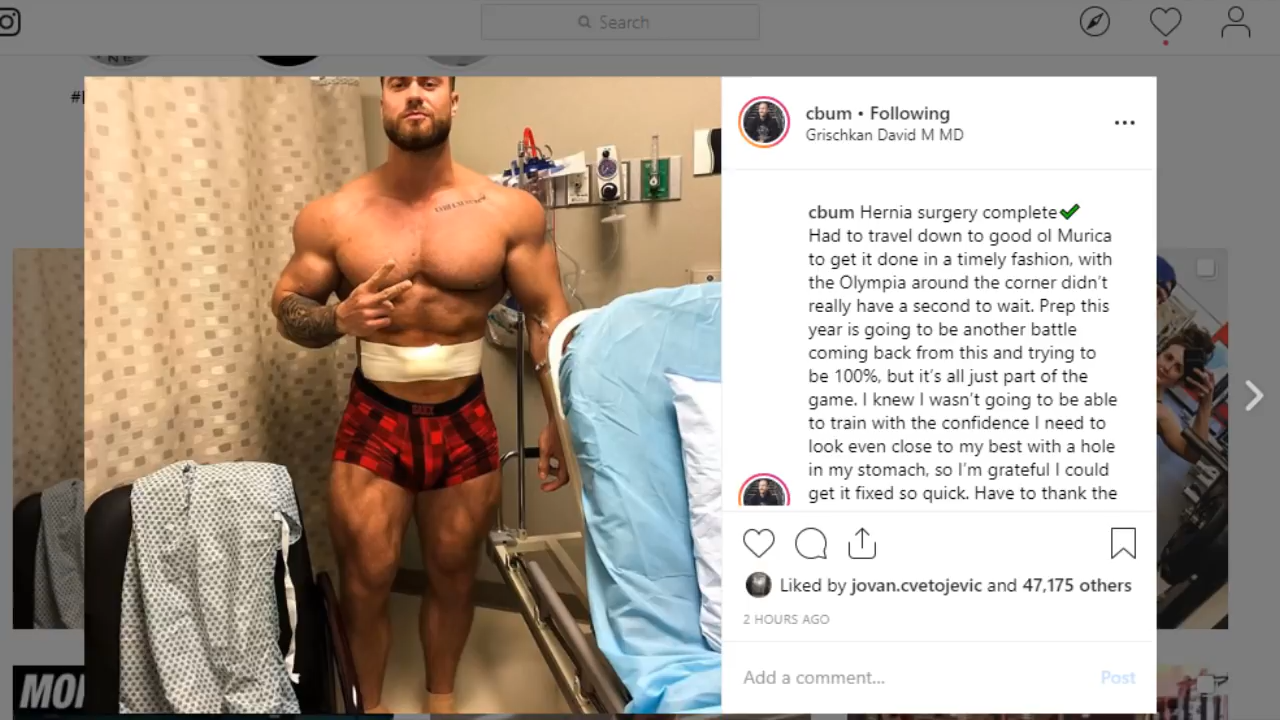 Search
#
cbum • Following
Grischkan David M MD
cbum Hernia surgery complete
Had to travel down to good ol Murica
to get it done in a timely fashion, with
the Olympia around the corner didn't
really have a second to wait. Prep this
year is going to be another battle
coming back from this and trying to
be 100%, but it's all just part of the
game. I knew I wasn't going to be able
to train with the confidence I need to
look even close to my best with a hole
in my stomach, so I'm grateful I could
get it fixed so quick. Have to thank the
SAXX
Liked by jovan.cvetojevic and 47,175 others
2 HOURS AGO
Add a comment... Post